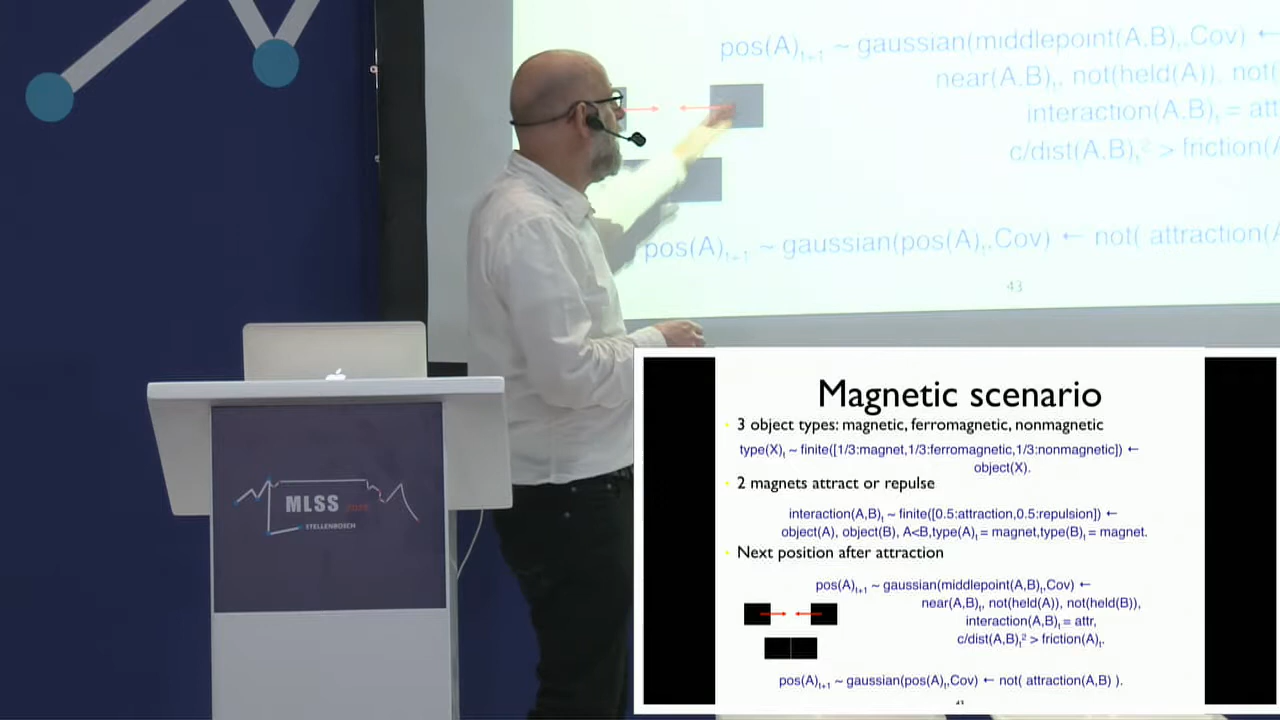 pos(A)t+1 ~ gaussian(middlepoint(A,B)t,Cov) ←
near(A,B)t, not(held(A)), not(
interaction(A,B)t = att
c/dist(A,B)t² > friction(A
pos(A)t+1 ~ gaussian(pos(A)t,Cov) ← not( attraction(A
43
MLSS 2020
STELLENBOSCH
Magnetic scenario
3 object types: magnetic, ferromagnetic, nonmagnetic
type(X)t ~ finite([1/3:magnet,1/3:ferromagnetic,1/3:nonmagnetic]) ←
object(X).
2 magnets attract or repulse
interaction(A,B)t ~ finite([0.5:attraction,0.5:repulsion]) ←
object(A), object(B), A<B,type(A)t = magnet,type(B)t = magnet.
Next position after attraction
pos(A)t+1 ~ gaussian(middlepoint(A,B)t,Cov) ←
near(A,B)t, not(held(A)), not(held(B)),
interaction(A,B)t = attr,
c/dist(A,B)t² > friction(A)t.
pos(A)t+1 ~ gaussian(pos(A)t,Cov) ← not( attraction(A,B) ).
43